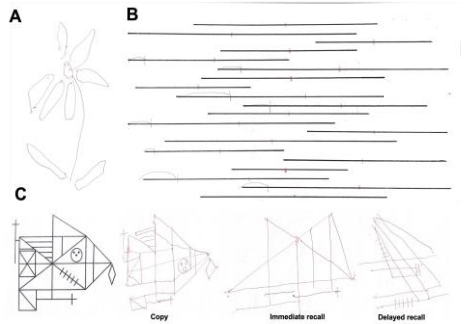 A
B
C
Copy
Immediate recall
Delayed recall